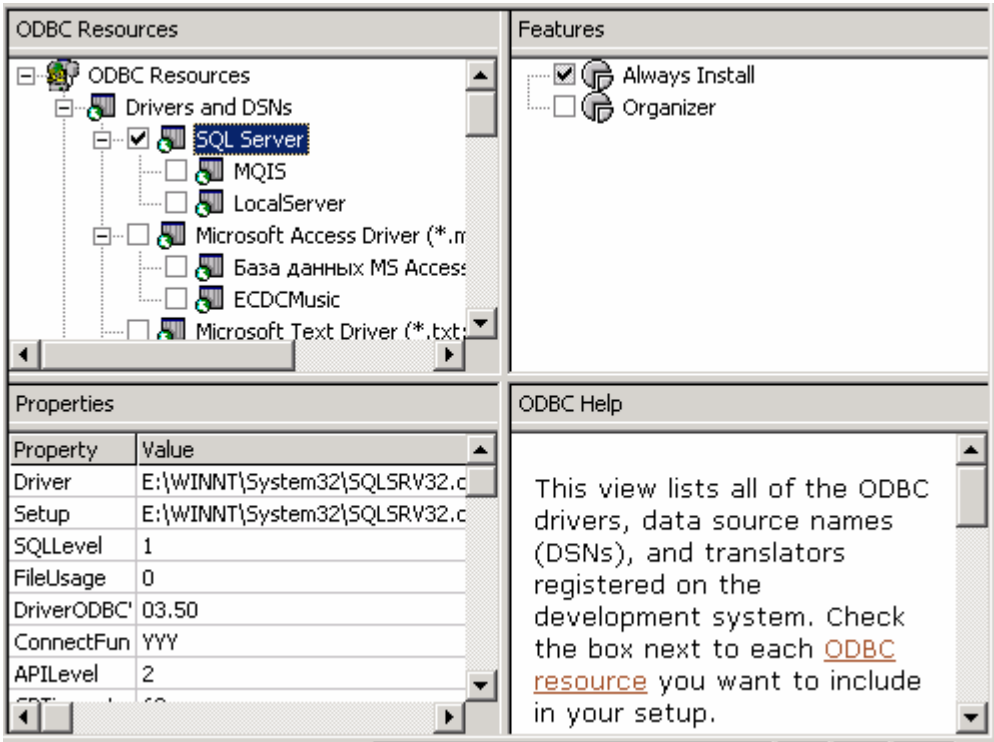 ODBC Resources
ODBC Resources
Drivers and DSNs
SQL Server
MQIS
LocalServer
Microsoft Access Driver (*.m
База данных MS Access
ECDCMusic
Microsoft Text Driver (*.txt;
Features
Always Install
Organizer
Properties
Property Value
Driver E:\WINNT\System32\SQLSRV32.d
Setup E:\WINNT\System32\SQLSRV32.d
SQLLevel 1
FileUsage 0
DriverODBC' 03.50
ConnectFun YYY
APILevel 2
ODBC Help
This view lists all of the ODBC
drivers, data source names
(DSNs), and translators
registered on the
development system. Check
the box next to each ODBC
resource you want to include
in your setup.